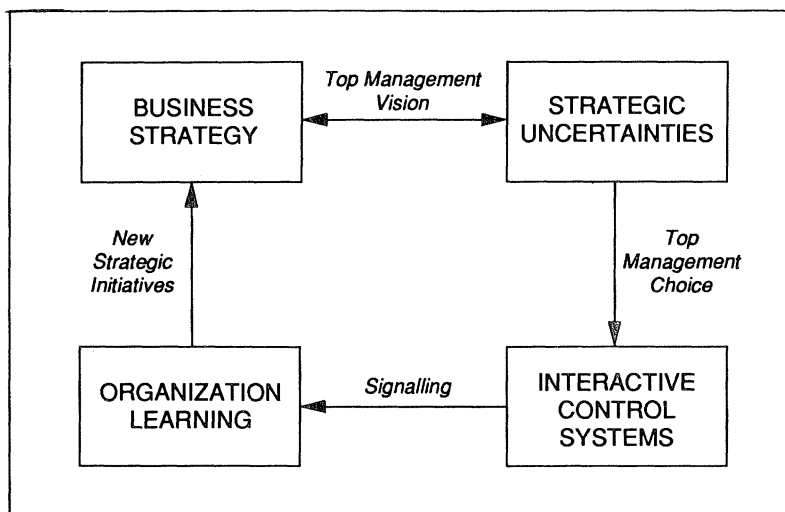 BUSINESS
STRATEGY
Top Management
Vision
STRATEGIC
UNCERTAINTIES
New
Strategic
Initiatives
Top
Management
Choice
ORGANIZATION
LEARNING
Signalling
INTERACTIVE
CONTROL
SYSTEMS